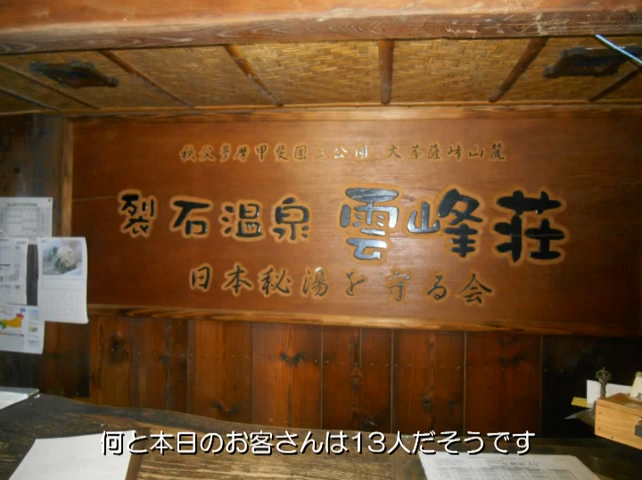 秩父多摩甲斐国立公園 大菩薩峠山麓
裂石温泉 雲峰荘
日本秘湯を守る会
何と本日のお客さんは13人だそうです